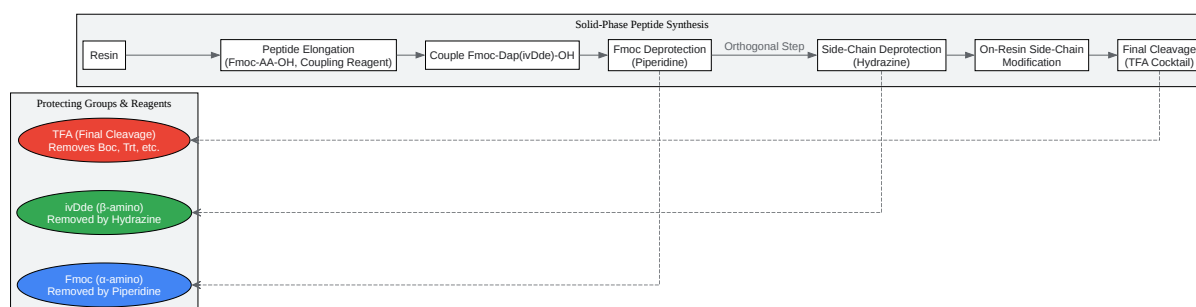 Solid-Phase Peptide Synthesis
Resin
Peptide Elongation
(Fmoc-AA-OH, Coupling Reagent)
Couple Fmoc-Dap(ivDde)-OH
Fmoc Deprotection
(Piperidine)
Orthogonal Step
Side-Chain Deprotection
(Hydrazine)
On-Resin Side-Chain
Modification
Final Cleavage
(TFA Cocktail)
Protecting Groups & Reagents
TFA (Final Cleavage)
Removes Boc, Trt, etc.
ivDde (β-amino)
Removed by Hydrazine
Fmoc (α-amino)
Removed by Piperidine